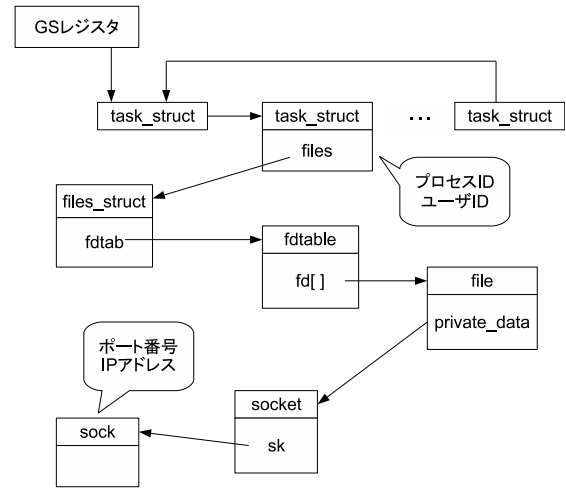 GSレジスタ
task_struct
task_struct
...
task_struct
files
プロセスID
ユーザID
files_struct
fdtab
fdtable
fd[ ]
file
private_data
ポート番号
IPアドレス
socket
sk
sock